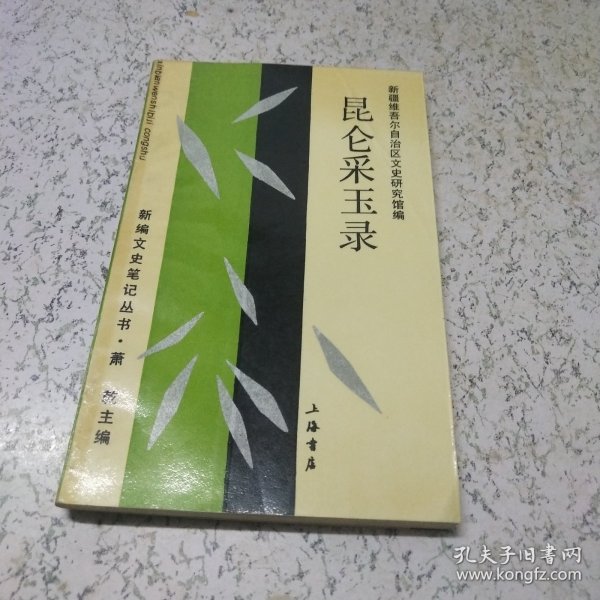 xinbianwenshibiji congshu
新编文史笔记丛书·萧 乾主编
昆仑采玉录
新疆维吾尔自治区文史研究馆编
上海书店
孔夫子旧书网
www.kongfz.com